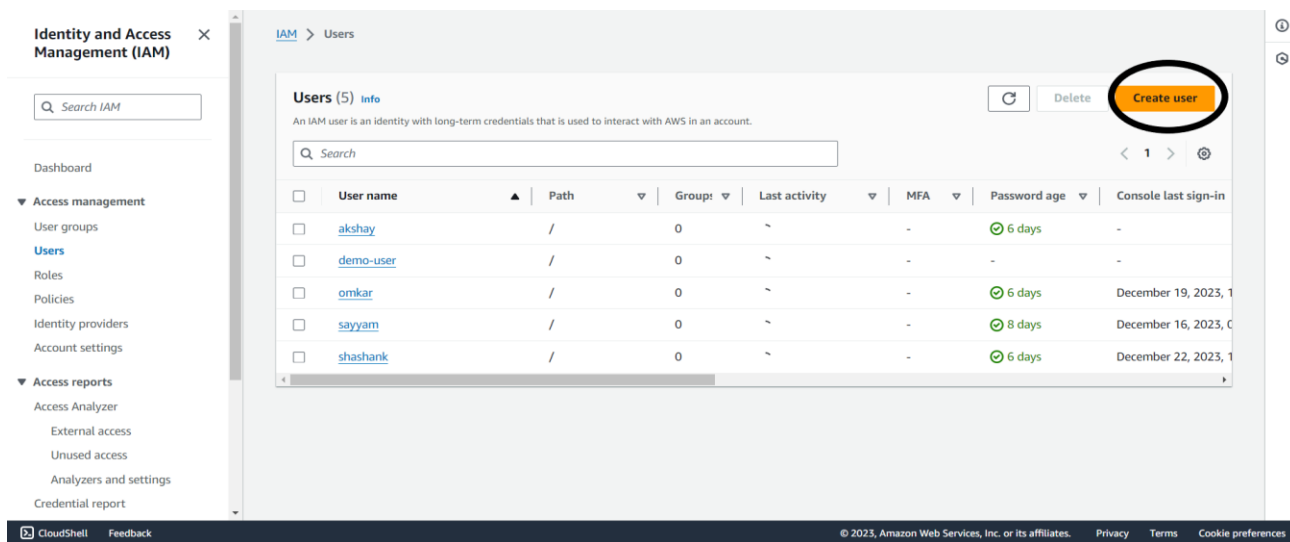 Identity and Access Management (IAM)
Search IAM
Dashboard
Access management
User groups
Users
Roles
Policies
Identity providers
Account settings
Access reports
Access Analyzer
External access
Unused access
Analyzers and settings
Credential report
IAM > Users
Users (5) Info
Delete
Create user
An IAM user is an identity with long-term credentials that is used to interact with AWS in an account.
Search
1
User name Path Groups Last activity MFA Password age Console last sign-in
akshay / 0 - 6 days -
demo-user / 0 - - -
omkar / 0 - 6 days December 19, 2023, 1
sayyam / 0 - 8 days December 16, 2023, 0
shashank / 0 - 6 days December 22, 2023, 1
CloudShell Feedback © 2023, Amazon Web Services, Inc. or its affiliates. Privacy Terms Cookie preferences